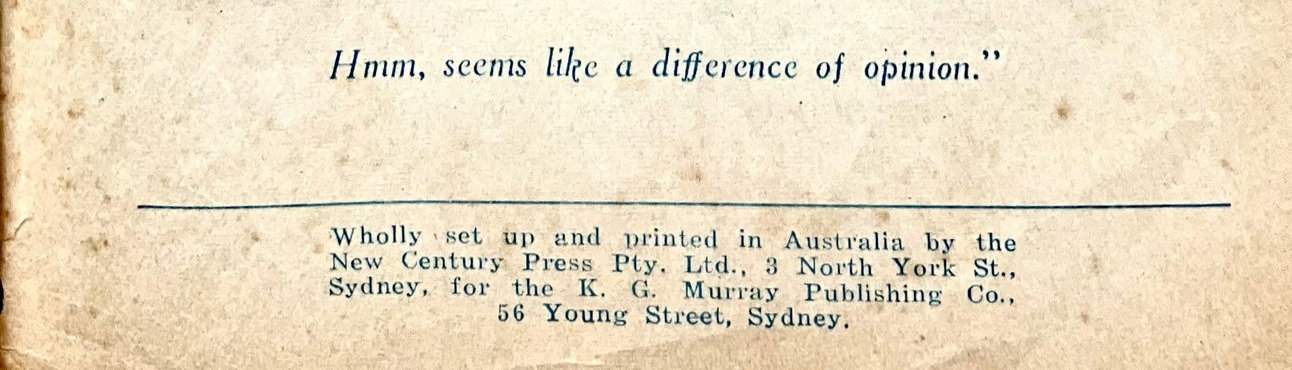 Hmm, seems like a difference of opinion.”
Wholly set up and printed in Australia by the
New Century Press Pty. Ltd., 3 North York St.,
Sydney, for the K. G. Murray Publishing Co.,
56 Young Street, Sydney.